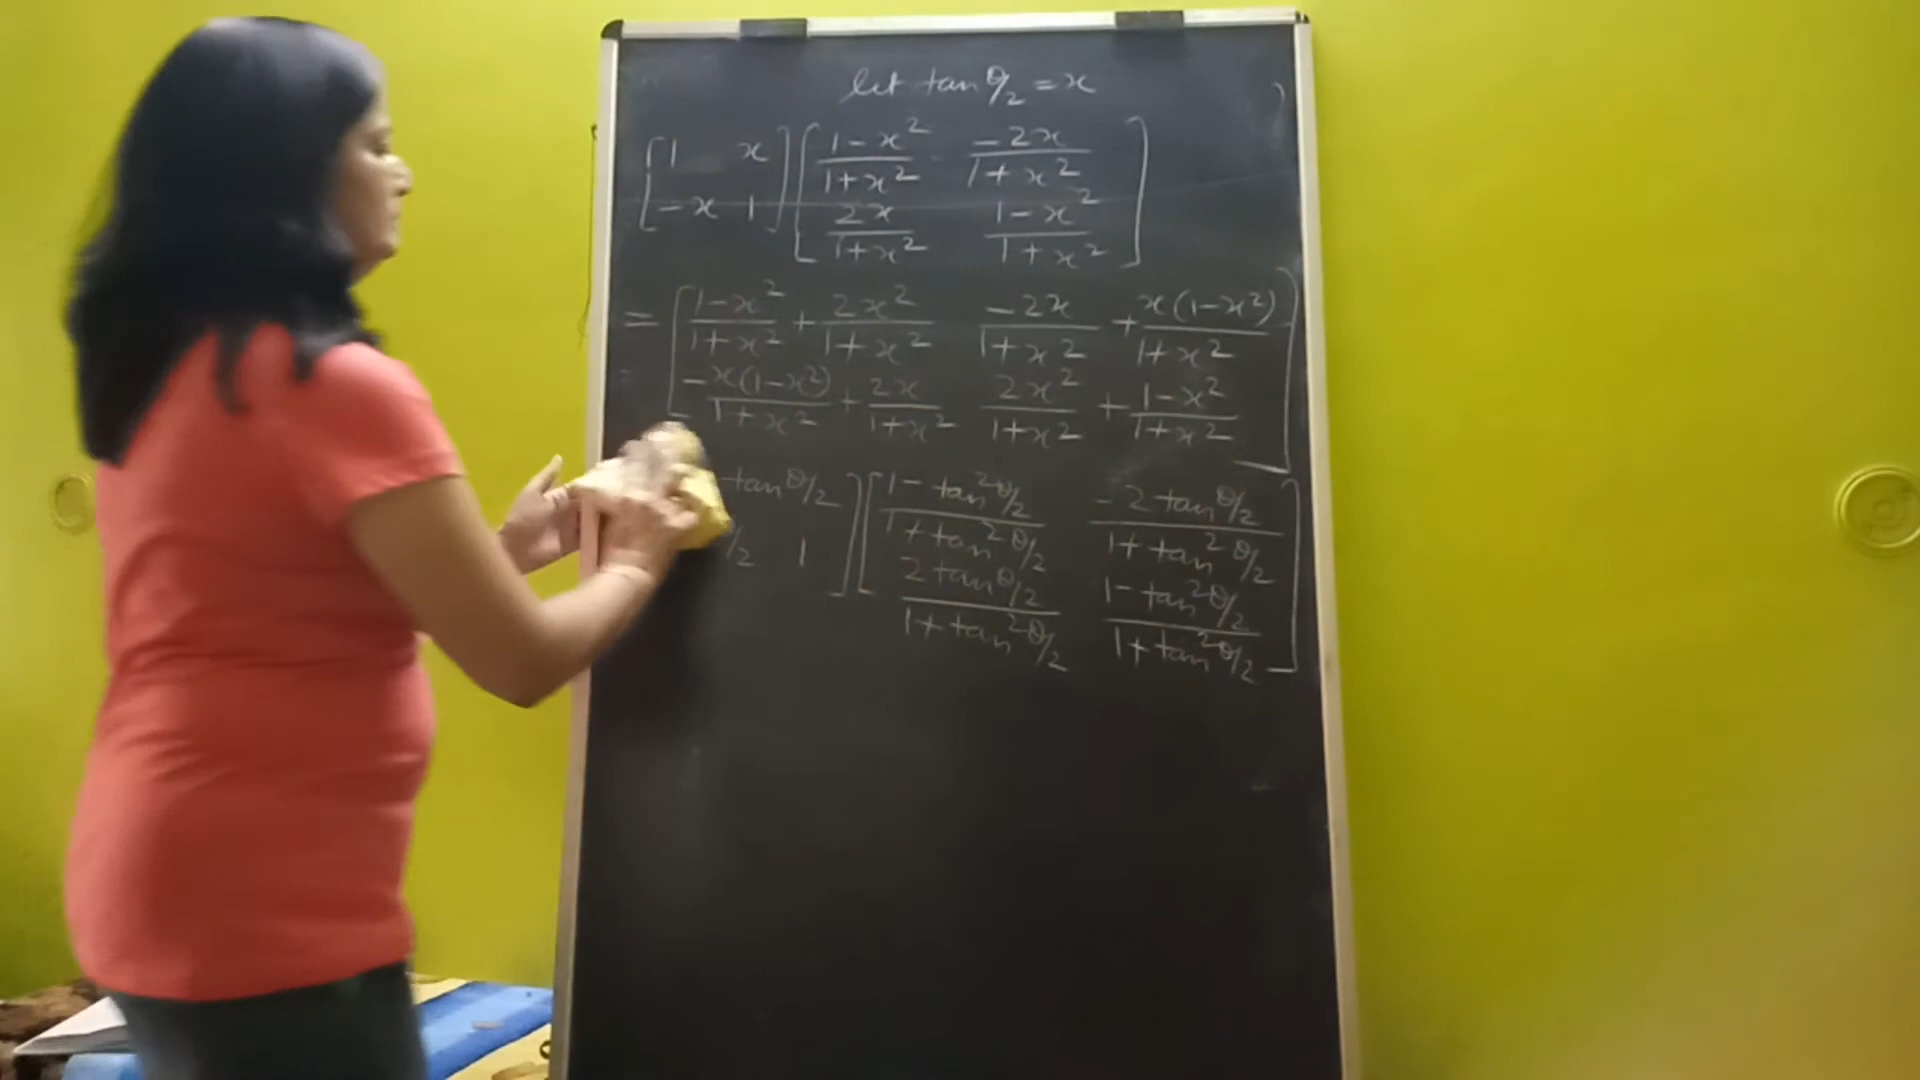 let tan θ/2 = x
[1 x] [1-x²/1+x² -2x/1+x²]
[-x 1] [2x/1+x² 1-x²/1+x²]
= [1-x²/1+x² + 2x²/1+x² -2x/1+x² + x(1-x²)/1+x²]
[-x(1-x²)/1+x² + 2x/1+x² 2x²/1+x² + 1-x²/1+x²]
tan θ/2] [1-tan²θ/2 / 1+tan²θ/2 -2tan θ/2 / 1+tan²θ/2]
/2 1] [2tan θ/2 / 1+tan²θ/2 1-tan²θ/2 / 1+tan²θ/2]